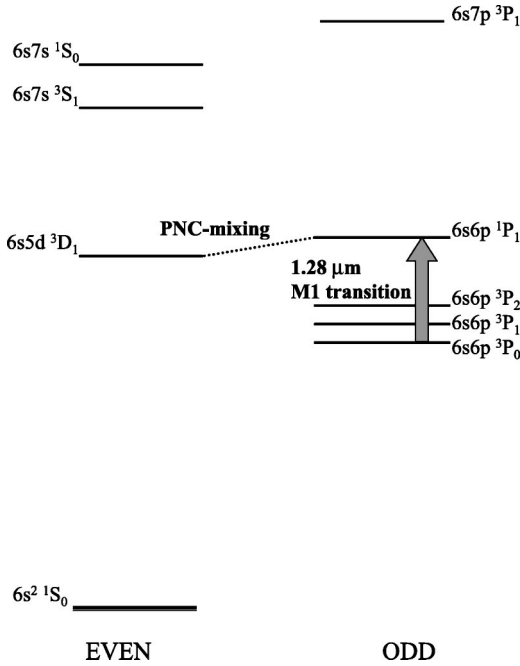 6s7p ³P₁
6s7s ¹S₀
6s7s ³S₁
PNC-mixing
6s5d ³D₁
6s6p ¹P₁
1.28 μm
M1 transition
6s6p ³P₂
6s6p ³P₁
6s6p ³P₀
6s² ¹S₀
EVEN
ODD